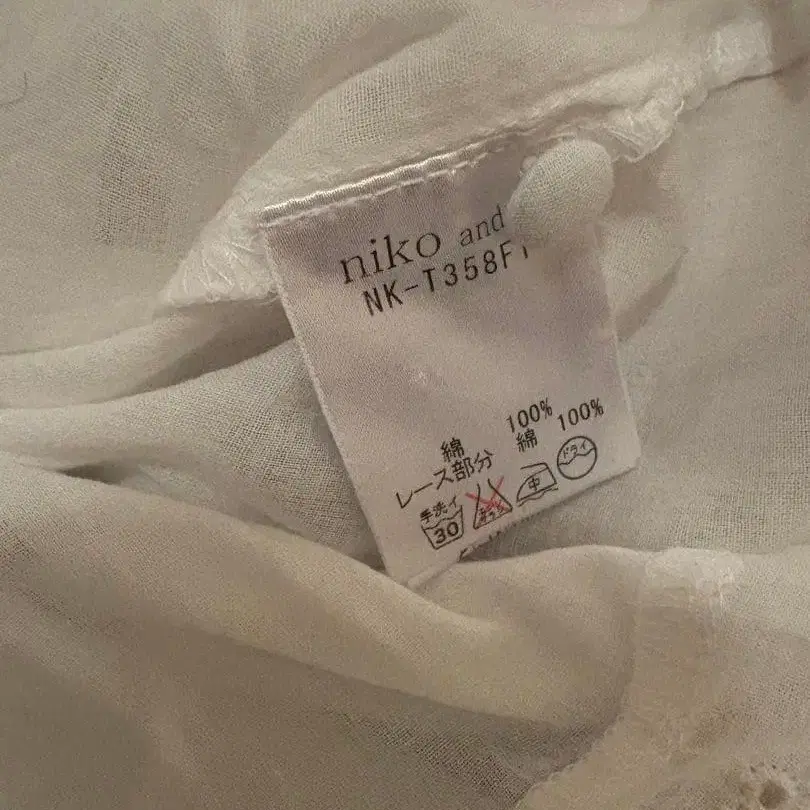 niko and
NK-T358F
綿 100%
レース部分 綿 100%
手洗イ
30
中
ドライ